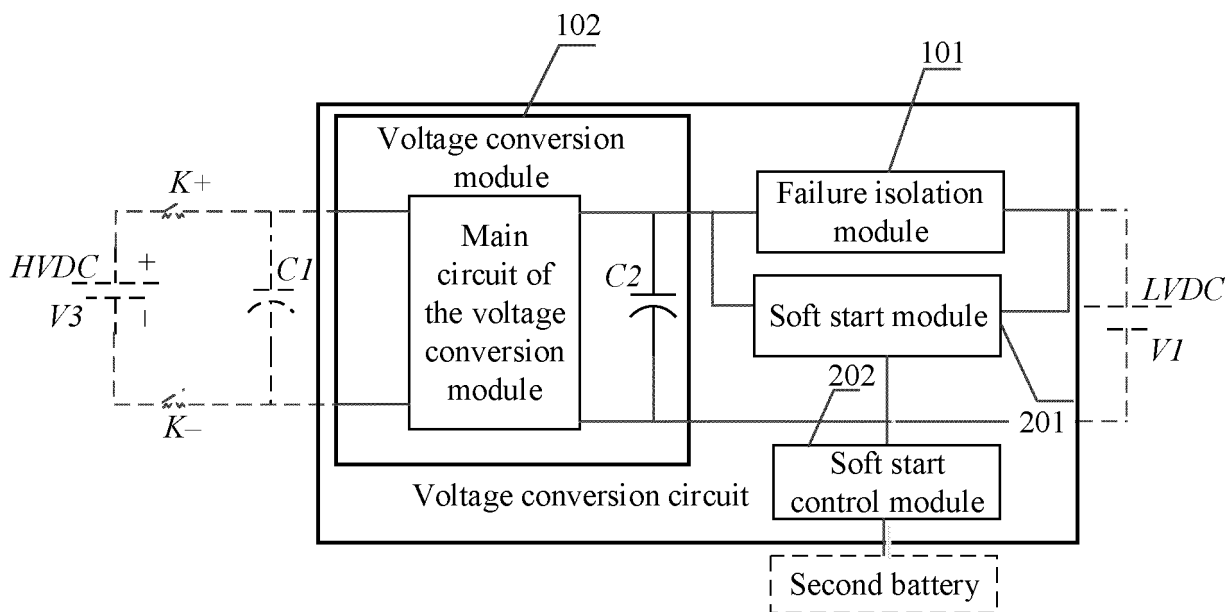 102
101
Voltage conversion
module
Failure isolation
module
K+
Main
circuit of
the voltage
conversion
module
HVDC
+
V3
−
C1
C2
LVDC
V1
Soft start module
202
201
K−
Soft start
control module
Voltage conversion circuit
Second battery